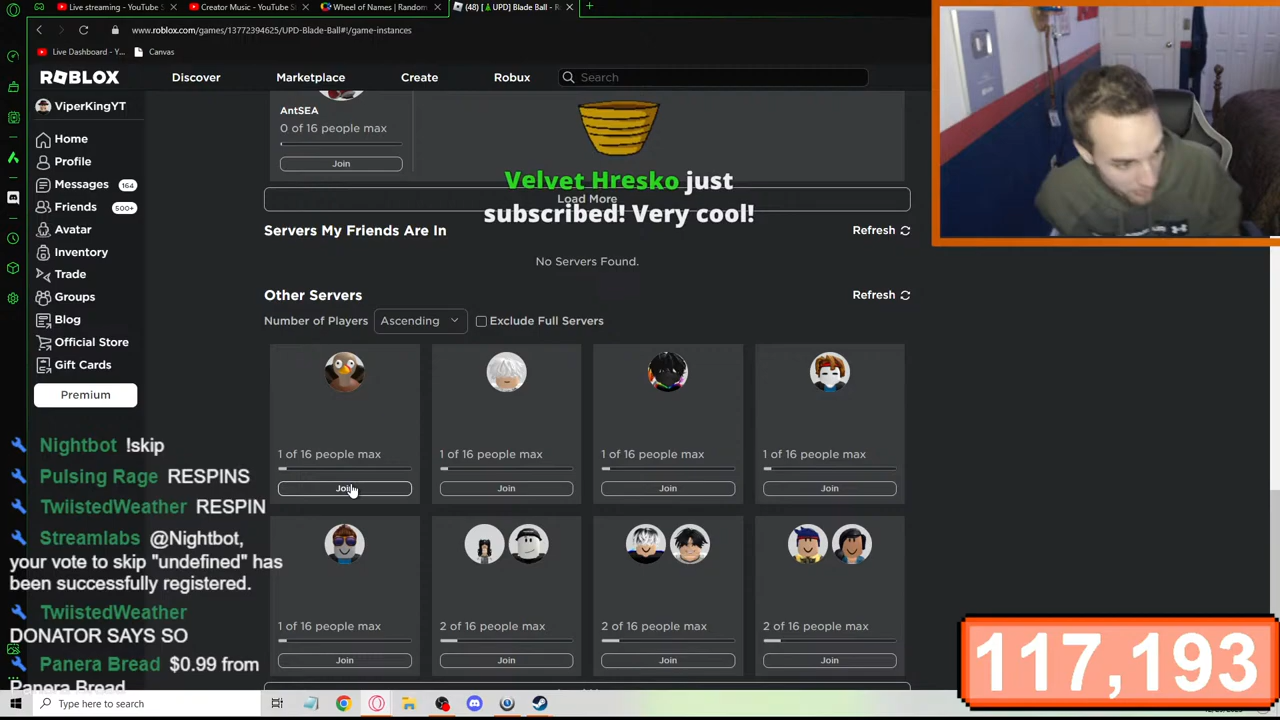 Live streaming - YouTube S
Creator Music - YouTube S
Wheel of Names | Random
(48) [ UPD] Blade Ball - R
www.roblox.com/games/13772394625/UPD-Blade-Ball#!/game-instances
Live Dashboard - Y...
Canvas
ROBLOX
Discover
Marketplace
Create
Robux
Search
ViperKingYT
Home
Profile
Messages 164
Friends 500+
Avatar
Inventory
Trade
Groups
Blog
Official Store
Gift Cards
Premium
AntSEA
0 of 16 people max
Join
Load More
Velvet Hresko just
subscribed! Very cool!
Servers My Friends Are In
Refresh
No Servers Found.
Other Servers
Refresh
Number of Players
Ascending
Exclude Full Servers
1 of 16 people max
1 of 16 people max
1 of 16 people max
1 of 16 people max
Join
Join
Join
Join
1 of 16 people max
2 of 16 people max
2 of 16 people max
2 of 16 people max
Join
Join
Join
Join
Nightbot !skip
Pulsing Rage RESPINS
TwiistedWeather RESPIN
Streamlabs @Nightbot,
your vote to skip "undefined" has
been successfully registered.
TwiistedWeather
DONATOR SAYS SO
Panera Bread $0.99 from
Panera Bread
117,193
Type here to search